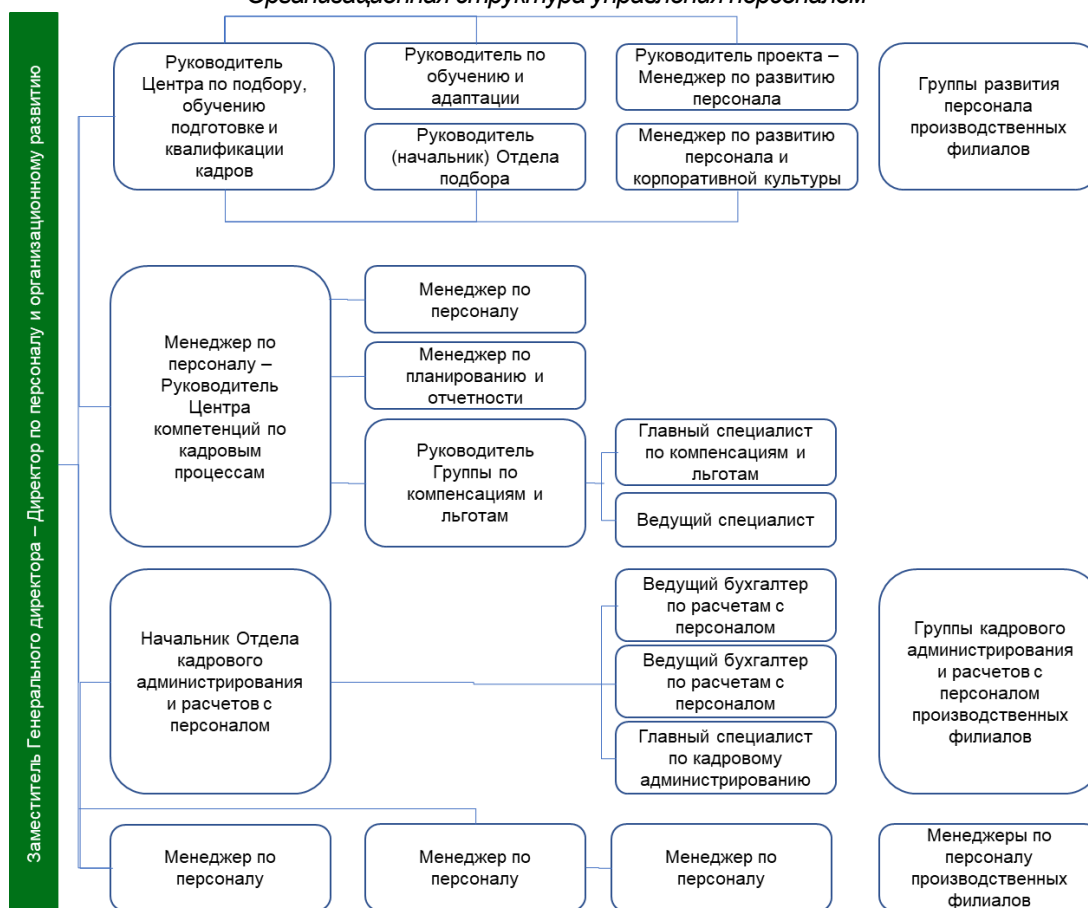 Организационная структура управления персоналом
Заместитель Генерального директора – Директор по персоналу и организационному развитию
Руководитель
Центра по подбору,
обучению
подготовке и
квалификации
кадров
Руководитель по
обучению и
адаптации
Руководитель проекта –
Менеджер по развитию
персонала
Группы развития
персонала
производственных
филиалов
Руководитель
(начальник) Отдела
подбора
Менеджер по развитию
персонала и
корпоративной культуры
Менеджер по
персоналу –
Руководитель
Центра
компетенций по
кадровым
процессам
Менеджер по
персоналу
Менеджер по
планированию и
отчетности
Руководитель
Группы по
компенсациям и
льготам
Главный специалист
по компенсациям и
льготам
Ведущий специалист
Начальник Отдела
кадрового
администрирования
и расчетов с
персоналом
Ведущий бухгалтер
по расчетам с
персоналом
Ведущий бухгалтер
по расчетам с
персоналом
Главный специалист
по кадровому
администрированию
Группы кадрового
администрирования
и расчетов с
персоналом
производственных
филиалов
Менеджер по
персоналу
Менеджер по
персоналу
Менеджер по
персоналу
Менеджеры по
персоналу
производственных
филиалов